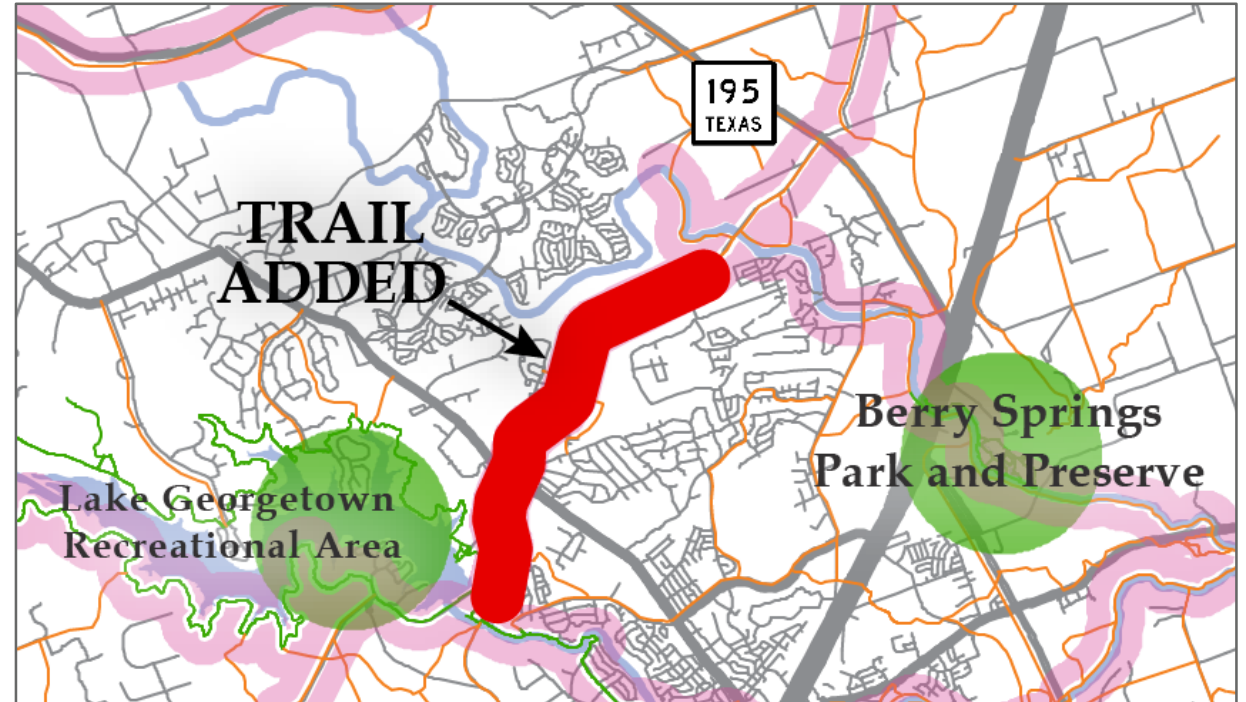 195
TEXAS
TRAIL
ADDED
Berry Springs
Park and Preserve
Lake Georgetown
Recreational Area